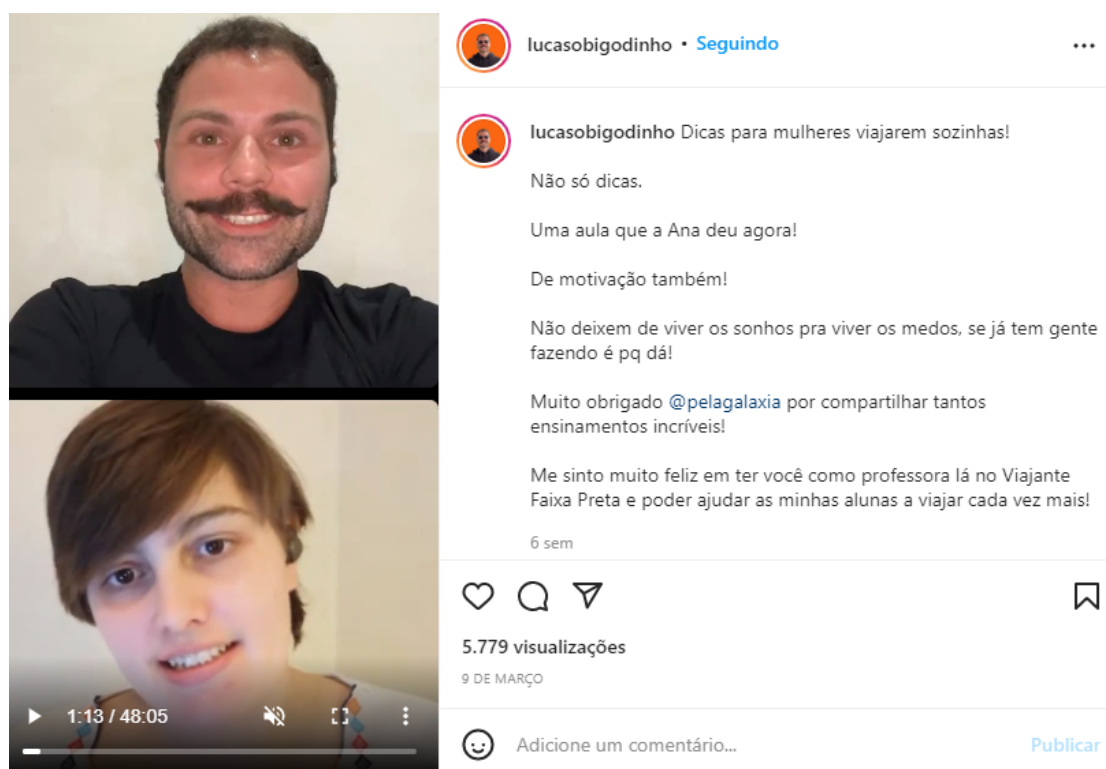 lucasobigodinho • Seguindo
lucasobigodinho Dicas para mulheres viajarem sozinhas!
Não só dicas.
Uma aula que a Ana deu agora!
De motivação também!
Não deixem de viver os sonhos pra viver os medos, se já tem gente
fazendo é pq dá!
Muito obrigado @pelagalaxia por compartilhar tantos
ensinamentos incríveis!
Me sinto muito feliz em ter você como professora lá no Viajante
Faixa Preta e poder ajudar as minhas alunas a viajar cada vez mais!
6 sem
5.779 visualizações
9 DE MARÇO
Adicione um comentário...
Publicar
1:13 / 48:05